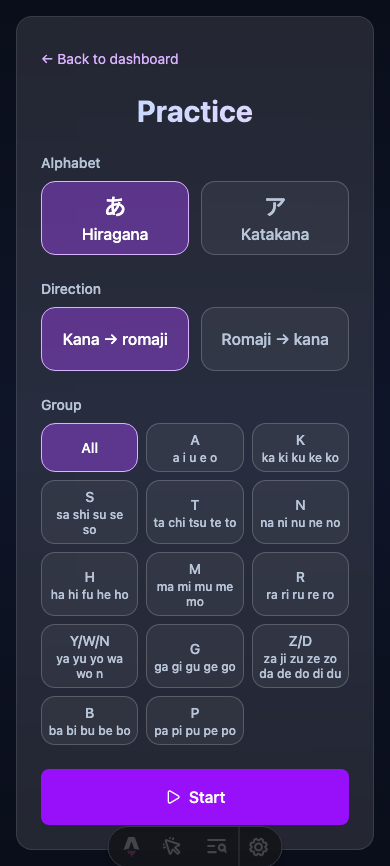 ← Back to dashboard
Practice
Alphabet
あ
Hiragana
ア
Katakana
Direction
Kana → romaji
Romaji → kana
Group
All
A
a i u e o
K
ka ki ku ke ko
S
sa shi su se
so
T
ta chi tsu te to
N
na ni nu ne no
H
ha hi fu he ho
M
ma mi mu me
mo
R
ra ri ru re ro
Y/W/N
ya yu yo wa
wo n
G
ga gi gu ge go
Z/D
za ji zu ze zo
da de do di du
B
ba bi bu be bo
P
pa pi pu pe po
Start